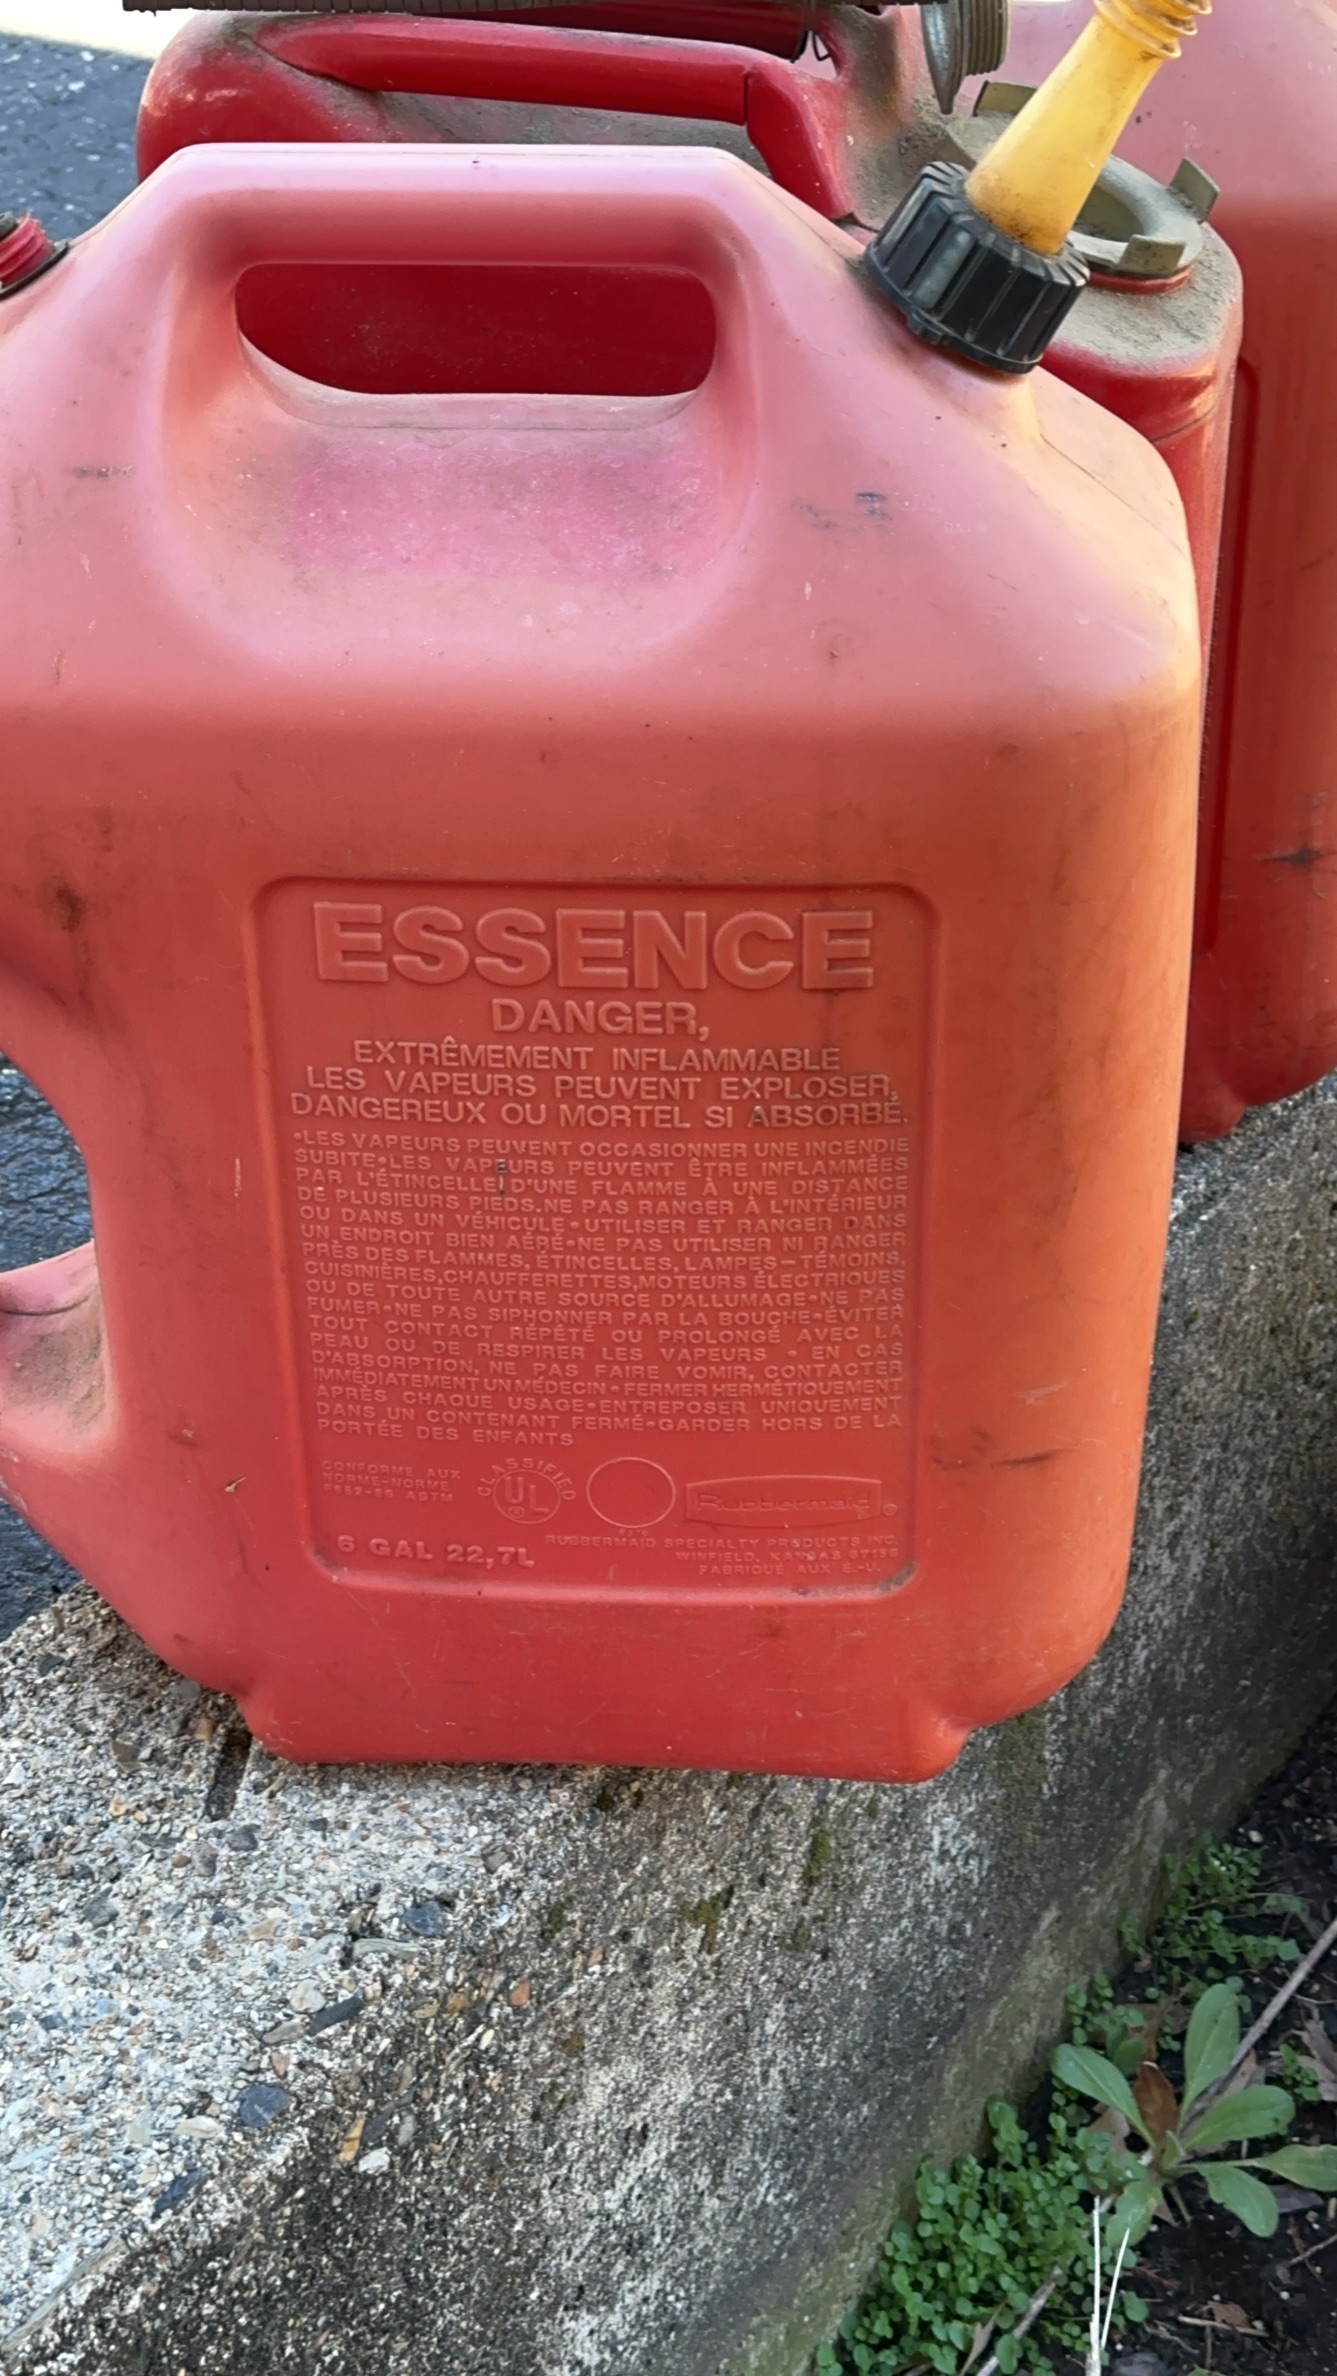 ESSENCE
DANGER,
EXTRÊMEMENT INFLAMMABLE
LES VAPEURS PEUVENT EXPLOSER,
DANGEREUX OU MORTEL SI ABSORBÉ.
•LES VAPEURS PEUVENT OCCASIONNER UNE INCENDIE
SUBITE•LES VAPEURS PEUVENT ÊTRE INFLAMMÉES
PAR L'ÉTINCELLE D'UNE FLAMME À UNE DISTANCE
DE PLUSIEURS PIEDS.NE PAS RANGER À L'INTÉRIEUR
OU DANS UN VÉHICULE•UTILISER ET RANGER DANS
UN ENDROIT BIEN AÉRÉ•NE PAS UTILISER NI RANGER
PRÈS DES FLAMMES, ÉTINCELLES, LAMPES-TÉMOINS,
CUISINIÈRES,CHAUFFERETTES,MOTEURS ÉLECTRIQUES
OU DE TOUTE AUTRE SOURCE D'ALLUMAGE•NE PAS
FUMER•NE PAS SIPHONNER PAR LA BOUCHE•ÉVITER
TOUT CONTACT RÉPÉTÉ OU PROLONGÉ AVEC LA
PEAU OU DE RESPIRER LES VAPEURS • EN CAS
D'ABSORPTION, NE PAS FAIRE VOMIR, CONTACTER
IMMÉDIATEMENT UN MÉDECIN•FERMER HERMÉTIQUEMENT
APRÈS CHAQUE USAGE•ENTREPOSER UNIQUEMENT
DANS UN CONTENANT FERMÉ•GARDER HORS DE LA
PORTÉE DES ENFANTS
CONFORME AUX
NORME-NORME
F852-86 ASTM
CLASSIFIED
UL
®
Rubbermaid ®
RUBBERMAID SPECIALTY PRODUCTS INC.
WINFIELD, KANSAS 67156
FABRIQUÉ AUX É.-U.
6 GAL 22,7L